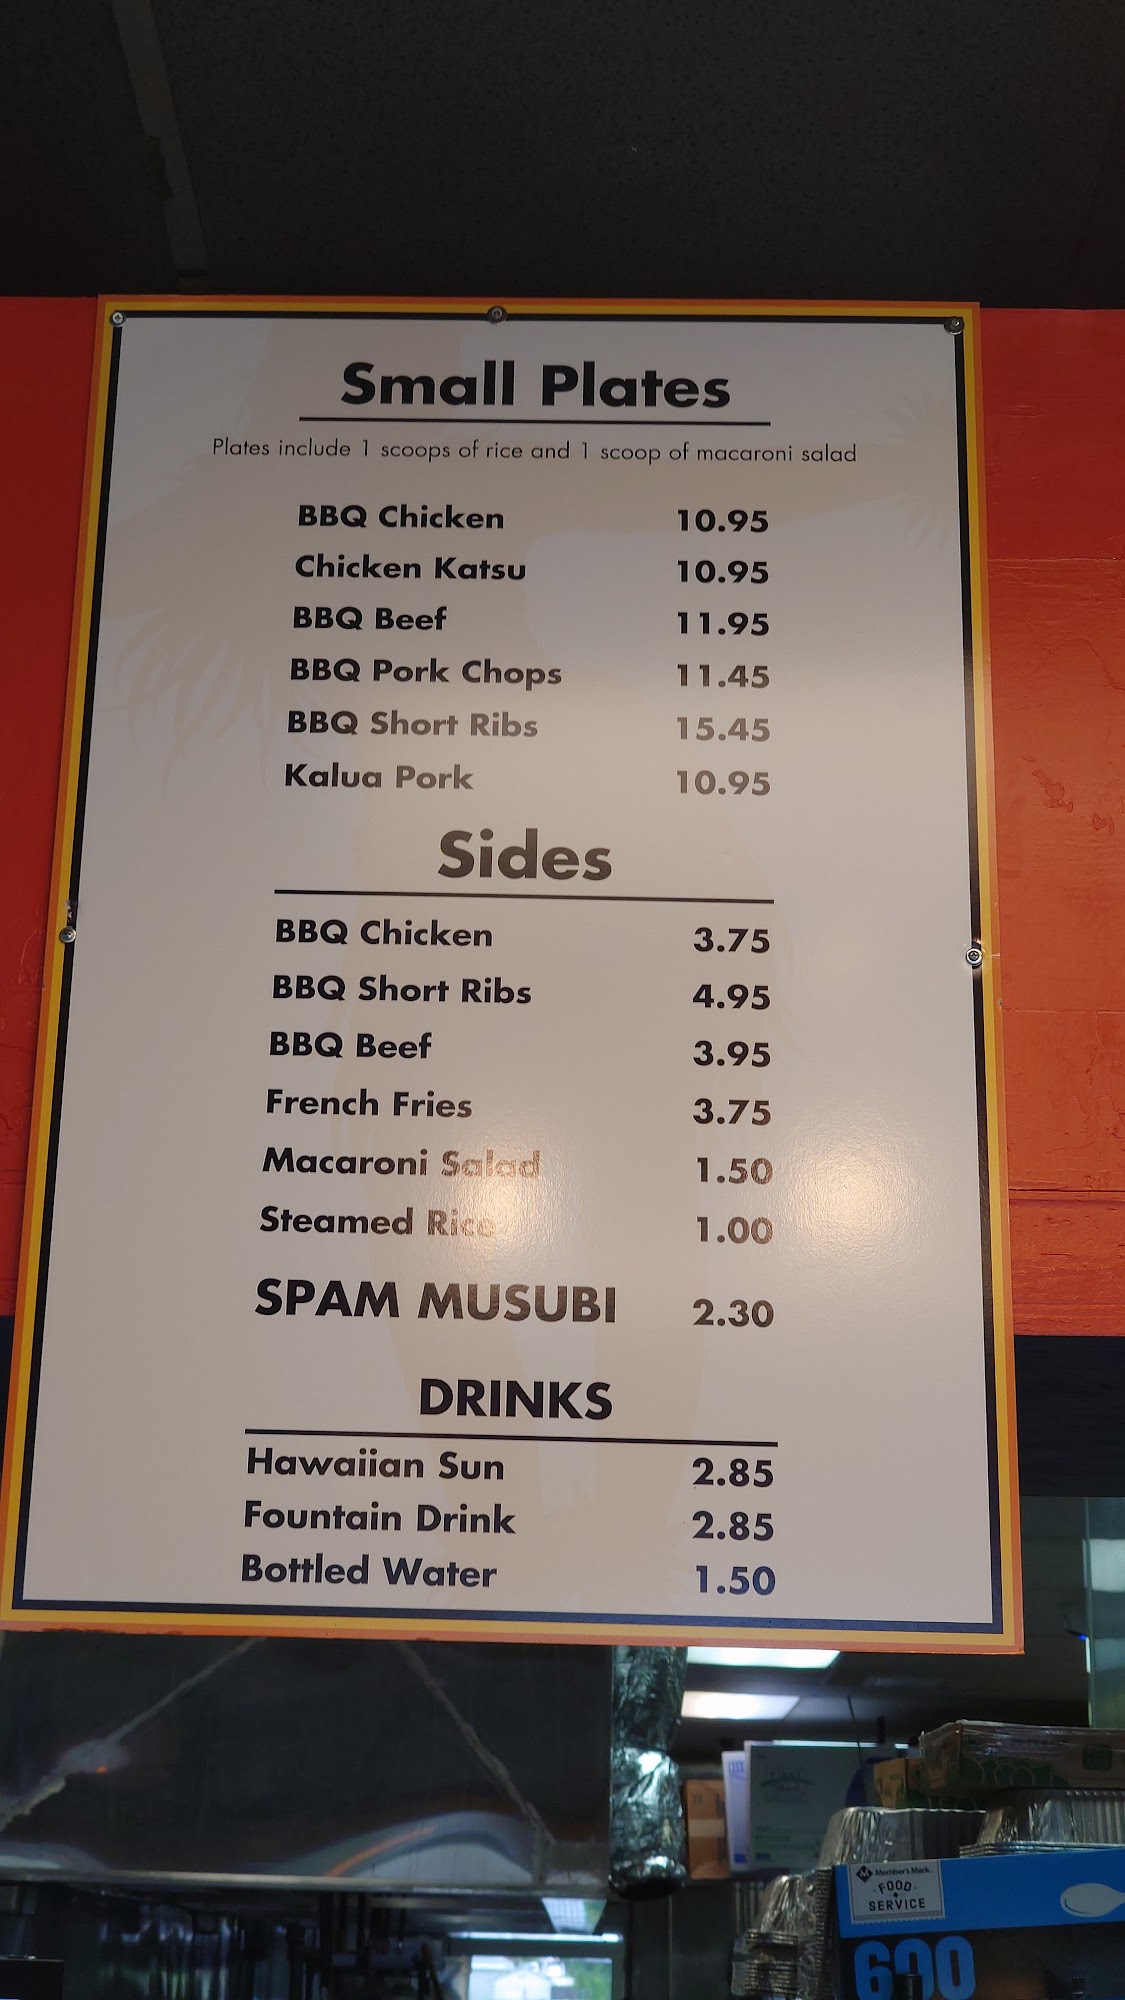 Small Plates
Plates include 1 scoops of rice and 1 scoop of macaroni salad
BBQ Chicken 10.95
Chicken Katsu 10.95
BBQ Beef 11.95
BBQ Pork Chops 11.45
BBQ Short Ribs 15.45
Kalua Pork 10.95
Sides
BBQ Chicken 3.75
BBQ Short Ribs 4.95
BBQ Beef 3.95
French Fries 3.75
Macaroni Salad 1.50
Steamed Rice 1.00
SPAM MUSUBI 2.30
DRINKS
Hawaiian Sun 2.85
Fountain Drink 2.85
Bottled Water 1.50
Member's Mark
FOOD
SERVICE
600